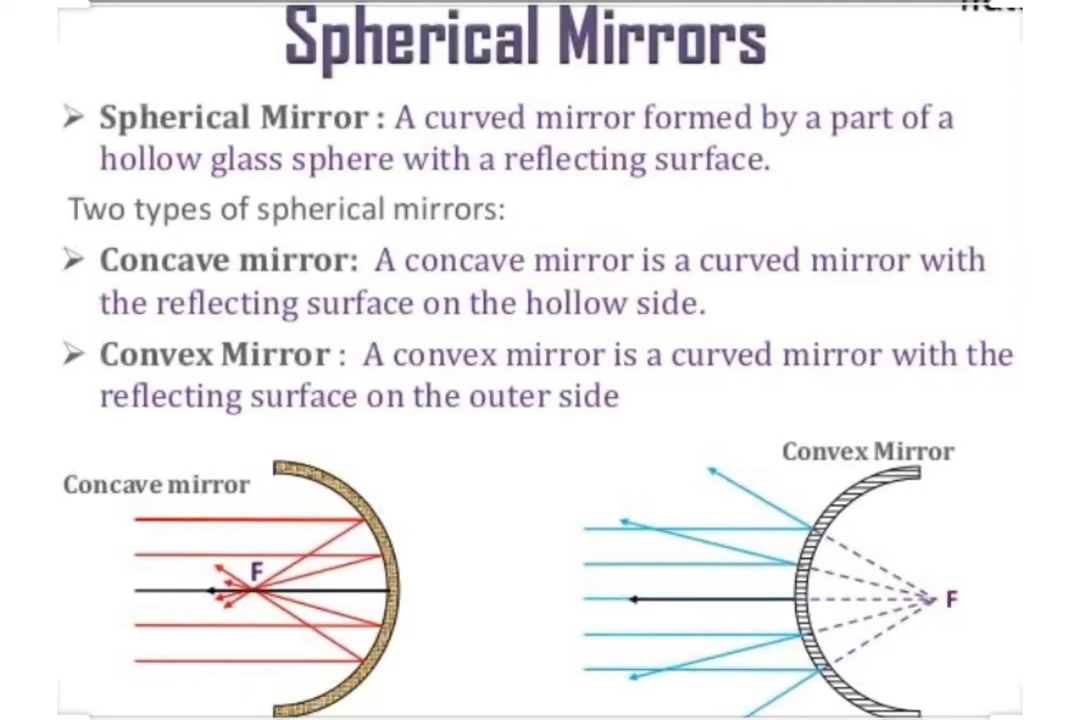 Spherical Mirrors
➢ Spherical Mirror : A curved mirror formed by a part of a
hollow glass sphere with a reflecting surface.
Two types of spherical mirrors:
➢ Concave mirror: A concave mirror is a curved mirror with
the reflecting surface on the hollow side.
➢ Convex Mirror : A convex mirror is a curved mirror with the
reflecting surface on the outer side
Convex Mirror
Concave mirror
F
F